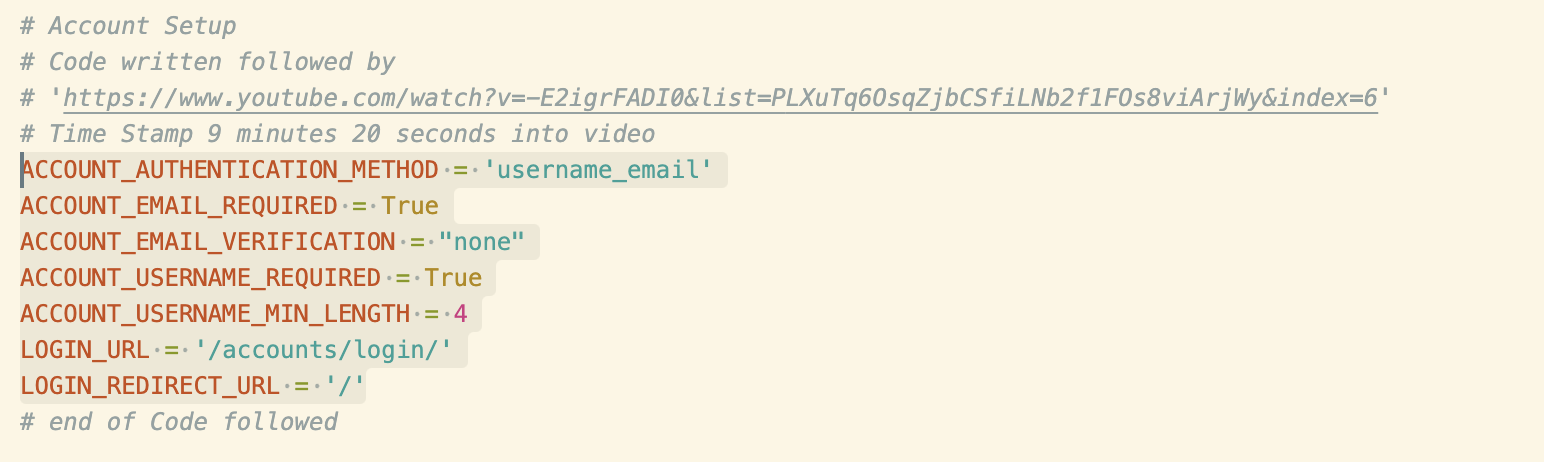 # Account Setup
# Code written followed by
# 'https://www.youtube.com/watch?v=-E2igrFADI0&list=PLXuTq6OsqZjbCSfiLNb2f1FOs8viArjWy&index=6'
# Time Stamp 9 minutes 20 seconds into video
ACCOUNT_AUTHENTICATION_METHOD = 'username_email'
ACCOUNT_EMAIL_REQUIRED = True
ACCOUNT_EMAIL_VERIFICATION = "none"
ACCOUNT_USERNAME_REQUIRED = True
ACCOUNT_USERNAME_MIN_LENGTH = 4
LOGIN_URL = '/accounts/login/'
LOGIN_REDIRECT_URL = '/'
# end of Code followed